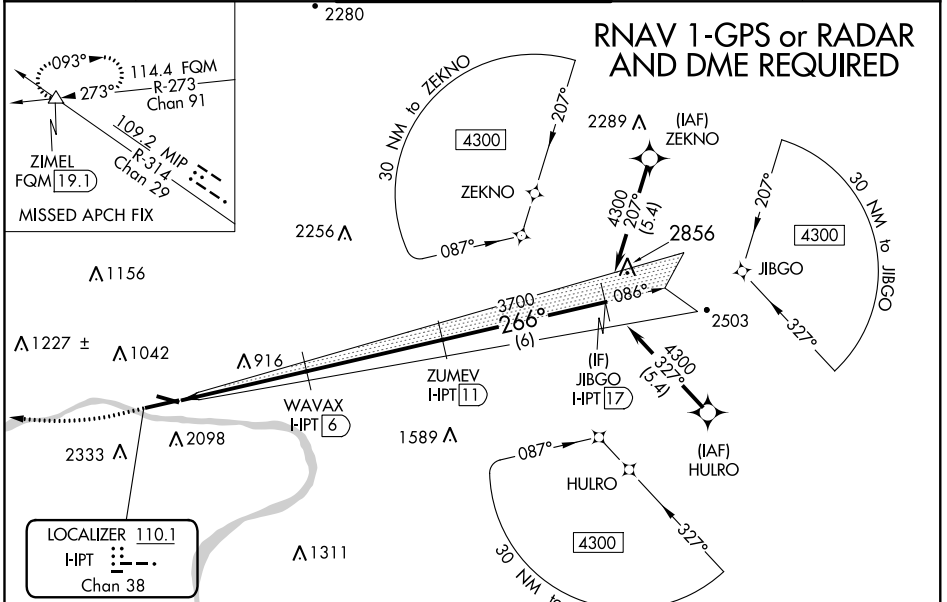 2280
RNAV 1-GPS or RADAR
AND DME REQUIRED
093°
273°
114.4 FQM
R-273
Chan 91
109.2 MIP
R-314
Chan 29
ZIMEL
FQM 19.1
MISSED APCH FIX
30 NM to ZEKNO
4300
207°
ZEKNO
087°
2289
(IAF)
ZEKNO
4300
207°
(5.4)
2856
207°
30 NM to JIBGO
4300
JIBGO
327°
2256
1156
3700
266°
(6)
086°
2503
1227 ±
1042
916
WAVAX
I-IPT 6
ZUMEV
I-IPT 11
(IF)
JIBGO
I-IPT 17
4300
327°
(5.4)
(IAF)
HULRO
2333
2098
1589
087°
HULRO
327°
4300
30 NM to
LOCALIZER 110.1
I-IPT
Chan 38
1311